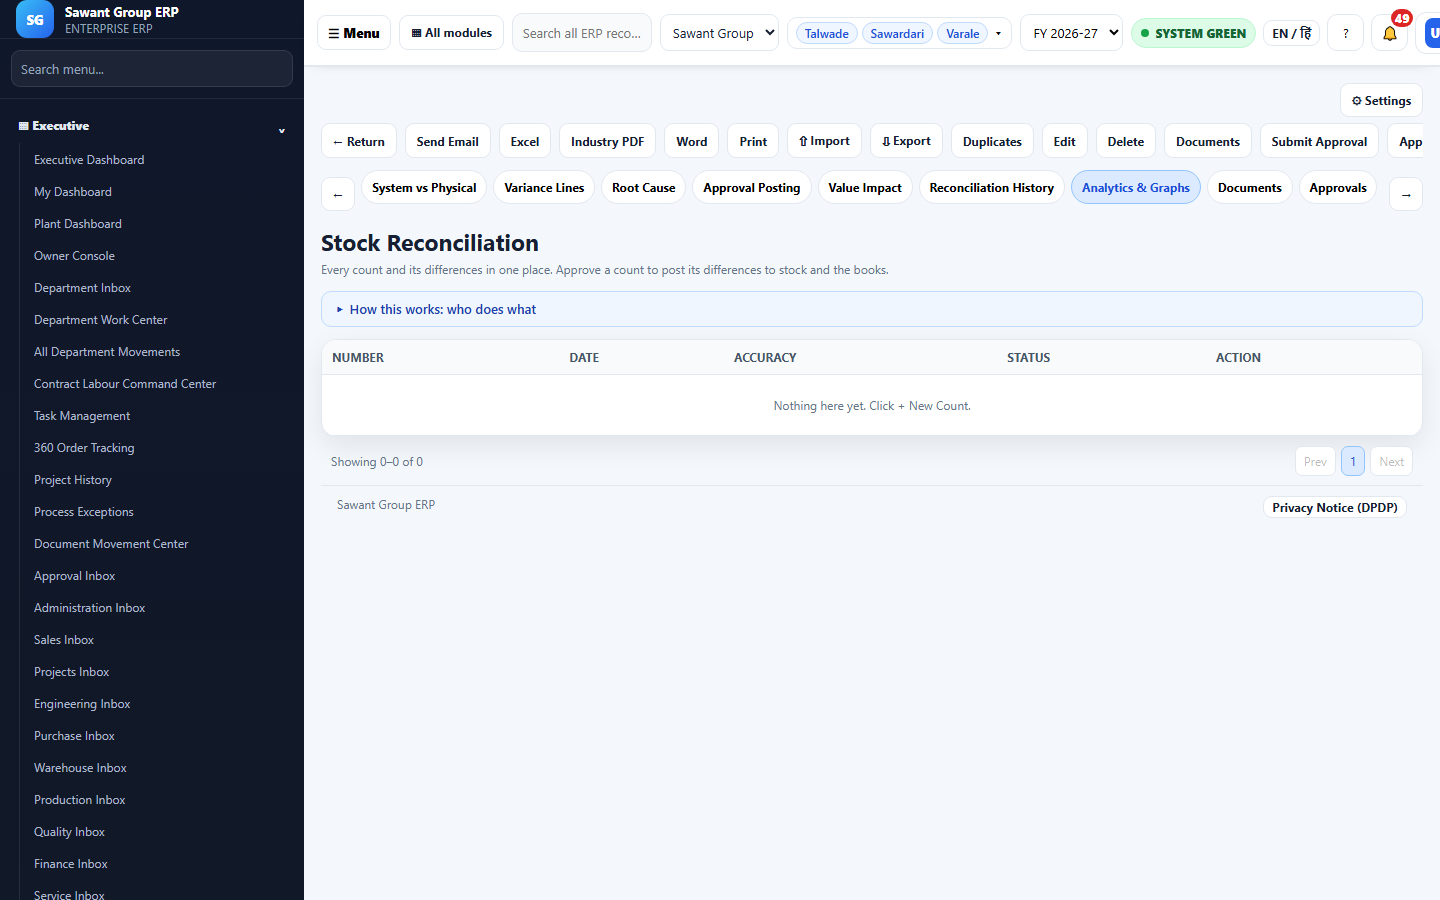 SG
Sawant Group ERP
ENTERPRISE ERP
Search menu...
Executive
Executive Dashboard
My Dashboard
Plant Dashboard
Owner Console
Department Inbox
Department Work Center
All Department Movements
Contract Labour Command Center
Task Management
360 Order Tracking
Project History
Process Exceptions
Document Movement Center
Approval Inbox
Administration Inbox
Sales Inbox
Projects Inbox
Engineering Inbox
Purchase Inbox
Warehouse Inbox
Production Inbox
Quality Inbox
Finance Inbox
Service Inbox
☰ Menu
All modules
Search all ERP reco...
Sawant Group
Talwade Sawardari Varale
FY 2026-27
SYSTEM GREEN
EN / हिं
?
49
U
⚙ Settings
← Return Send Email Excel Industry PDF Word Print ⇧ Import ⇩ Export Duplicates Edit Delete Documents Submit Approval App
← System vs Physical Variance Lines Root Cause Approval Posting Value Impact Reconciliation History Analytics & Graphs Documents Approvals →
Stock Reconciliation
Every count and its differences in one place. Approve a count to post its differences to stock and the books.
▸ How this works: who does what
NUMBER DATE ACCURACY STATUS ACTION
Nothing here yet. Click + New Count.
Showing 0–0 of 0
Prev 1 Next
Sawant Group ERP
Privacy Notice (DPDP)